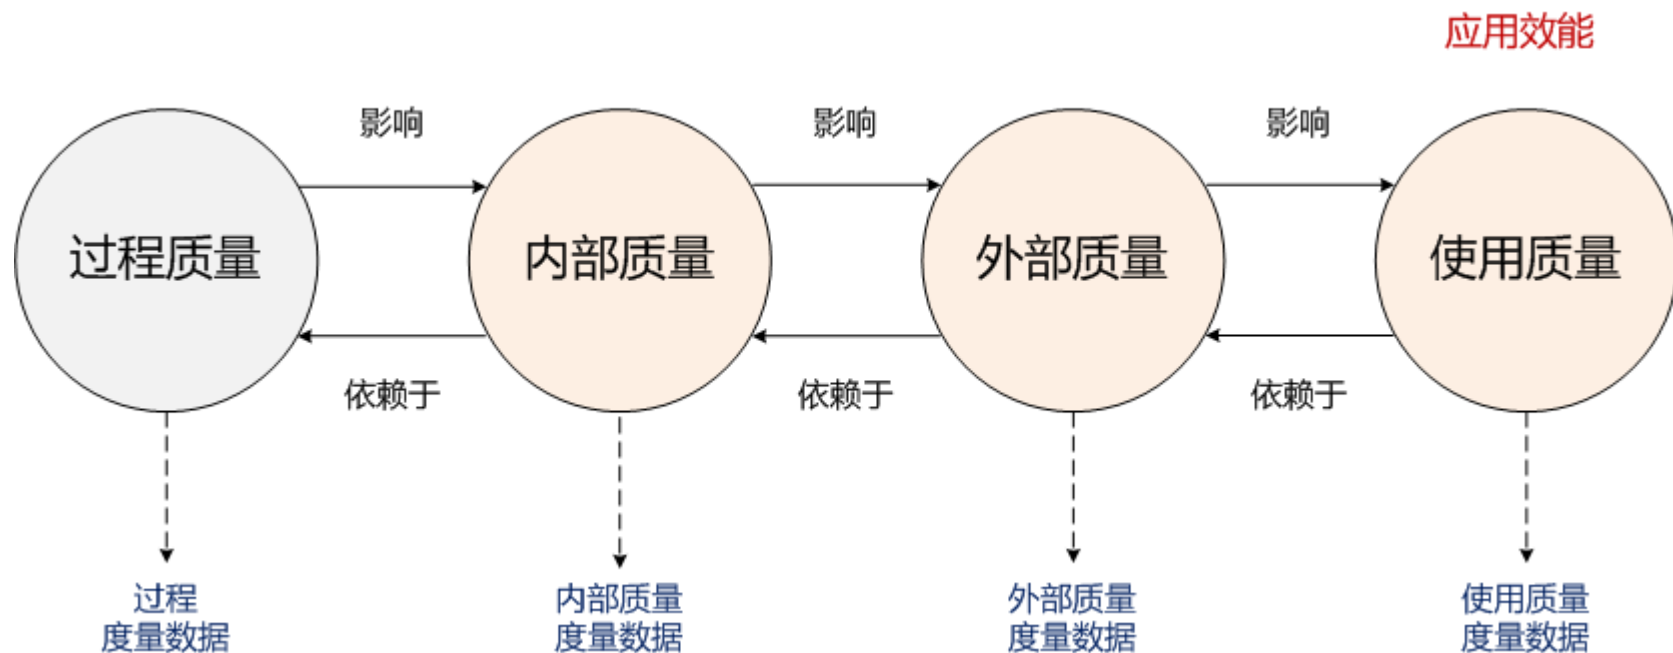 应用效能
影响
影响
影响
过程质量
内部质量
外部质量
使用质量
依赖于
依赖于
依赖于
过程
度量数据
内部质量
度量数据
外部质量
度量数据
使用质量
度量数据